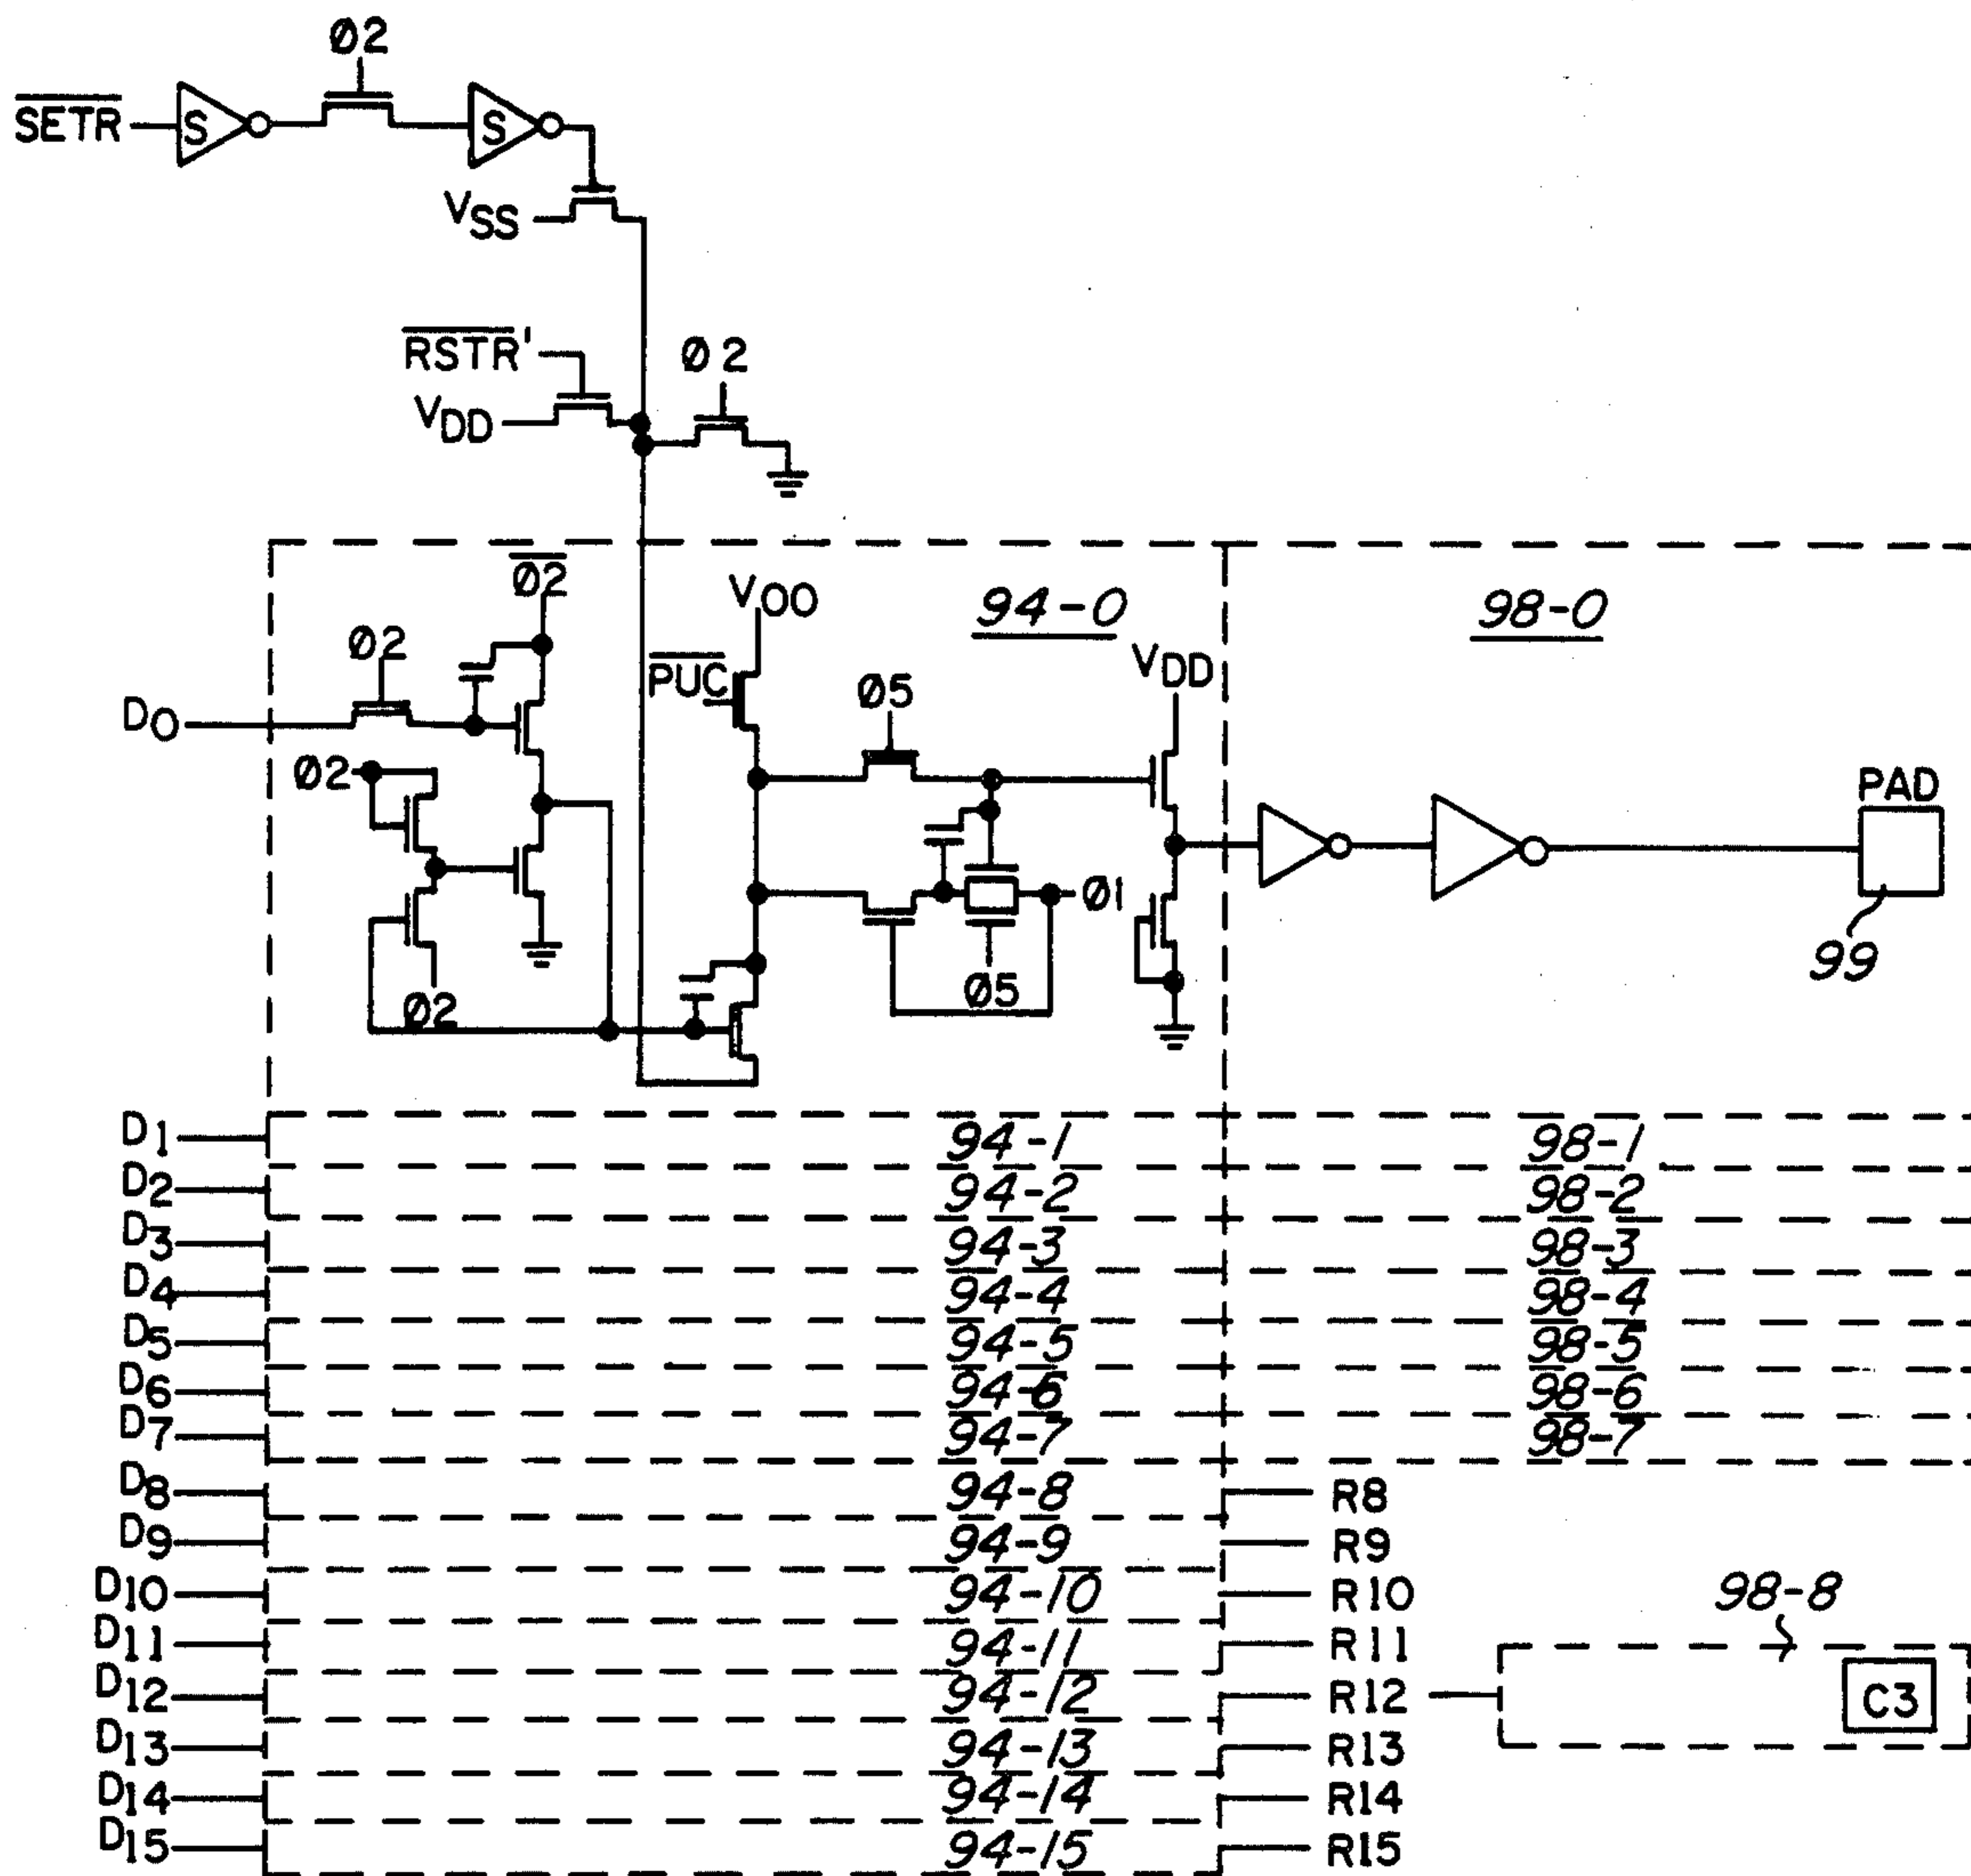 Ø2
SETR
S
S
VSS
RSTR'
Ø2
VDD
Ø2
VOO
94-0
98-0
Ø2
PUC
Ø5
VDD
D0
Ø2
PAD
Ø1
99
Ø2
Ø5
D1 94-1 98-1
D2 94-2 98-2
D3 94-3 98-3
D4 94-4 98-4
D5 94-5 98-5
D6 94-6 98-6
D7 94-7 98-7
D8 94-8 R8
D9 94-9 R9
D10 94-10 R10
98-8
D11 94-11 R11
D12 94-12 R12
C3
D13 94-13 R13
D14 94-14 R14
D15 94-15 R15